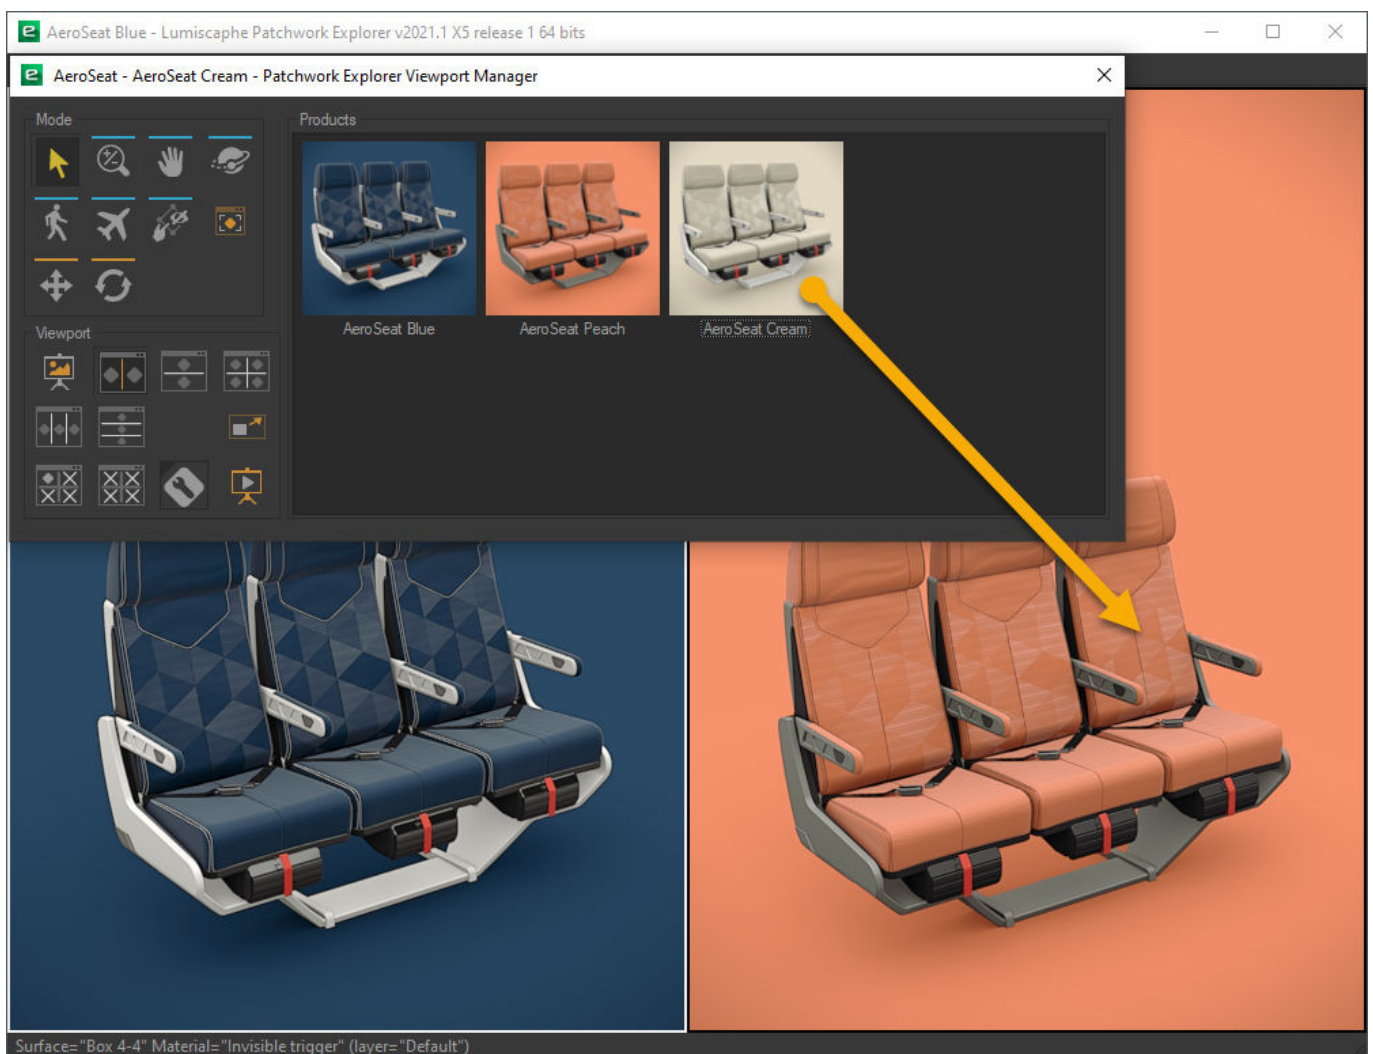 AeroSeat Blue - Lumiscaphe Patchwork Explorer v2021.1 X5 release 1 64 bits
AeroSeat - AeroSeat Cream - Patchwork Explorer Viewport Manager
Mode
Products
AeroSeat Blue
AeroSeat Peach
AeroSeat Cream
Viewport
Surface="Box 4-4" Material="Invisible trigger" (layer="Default")